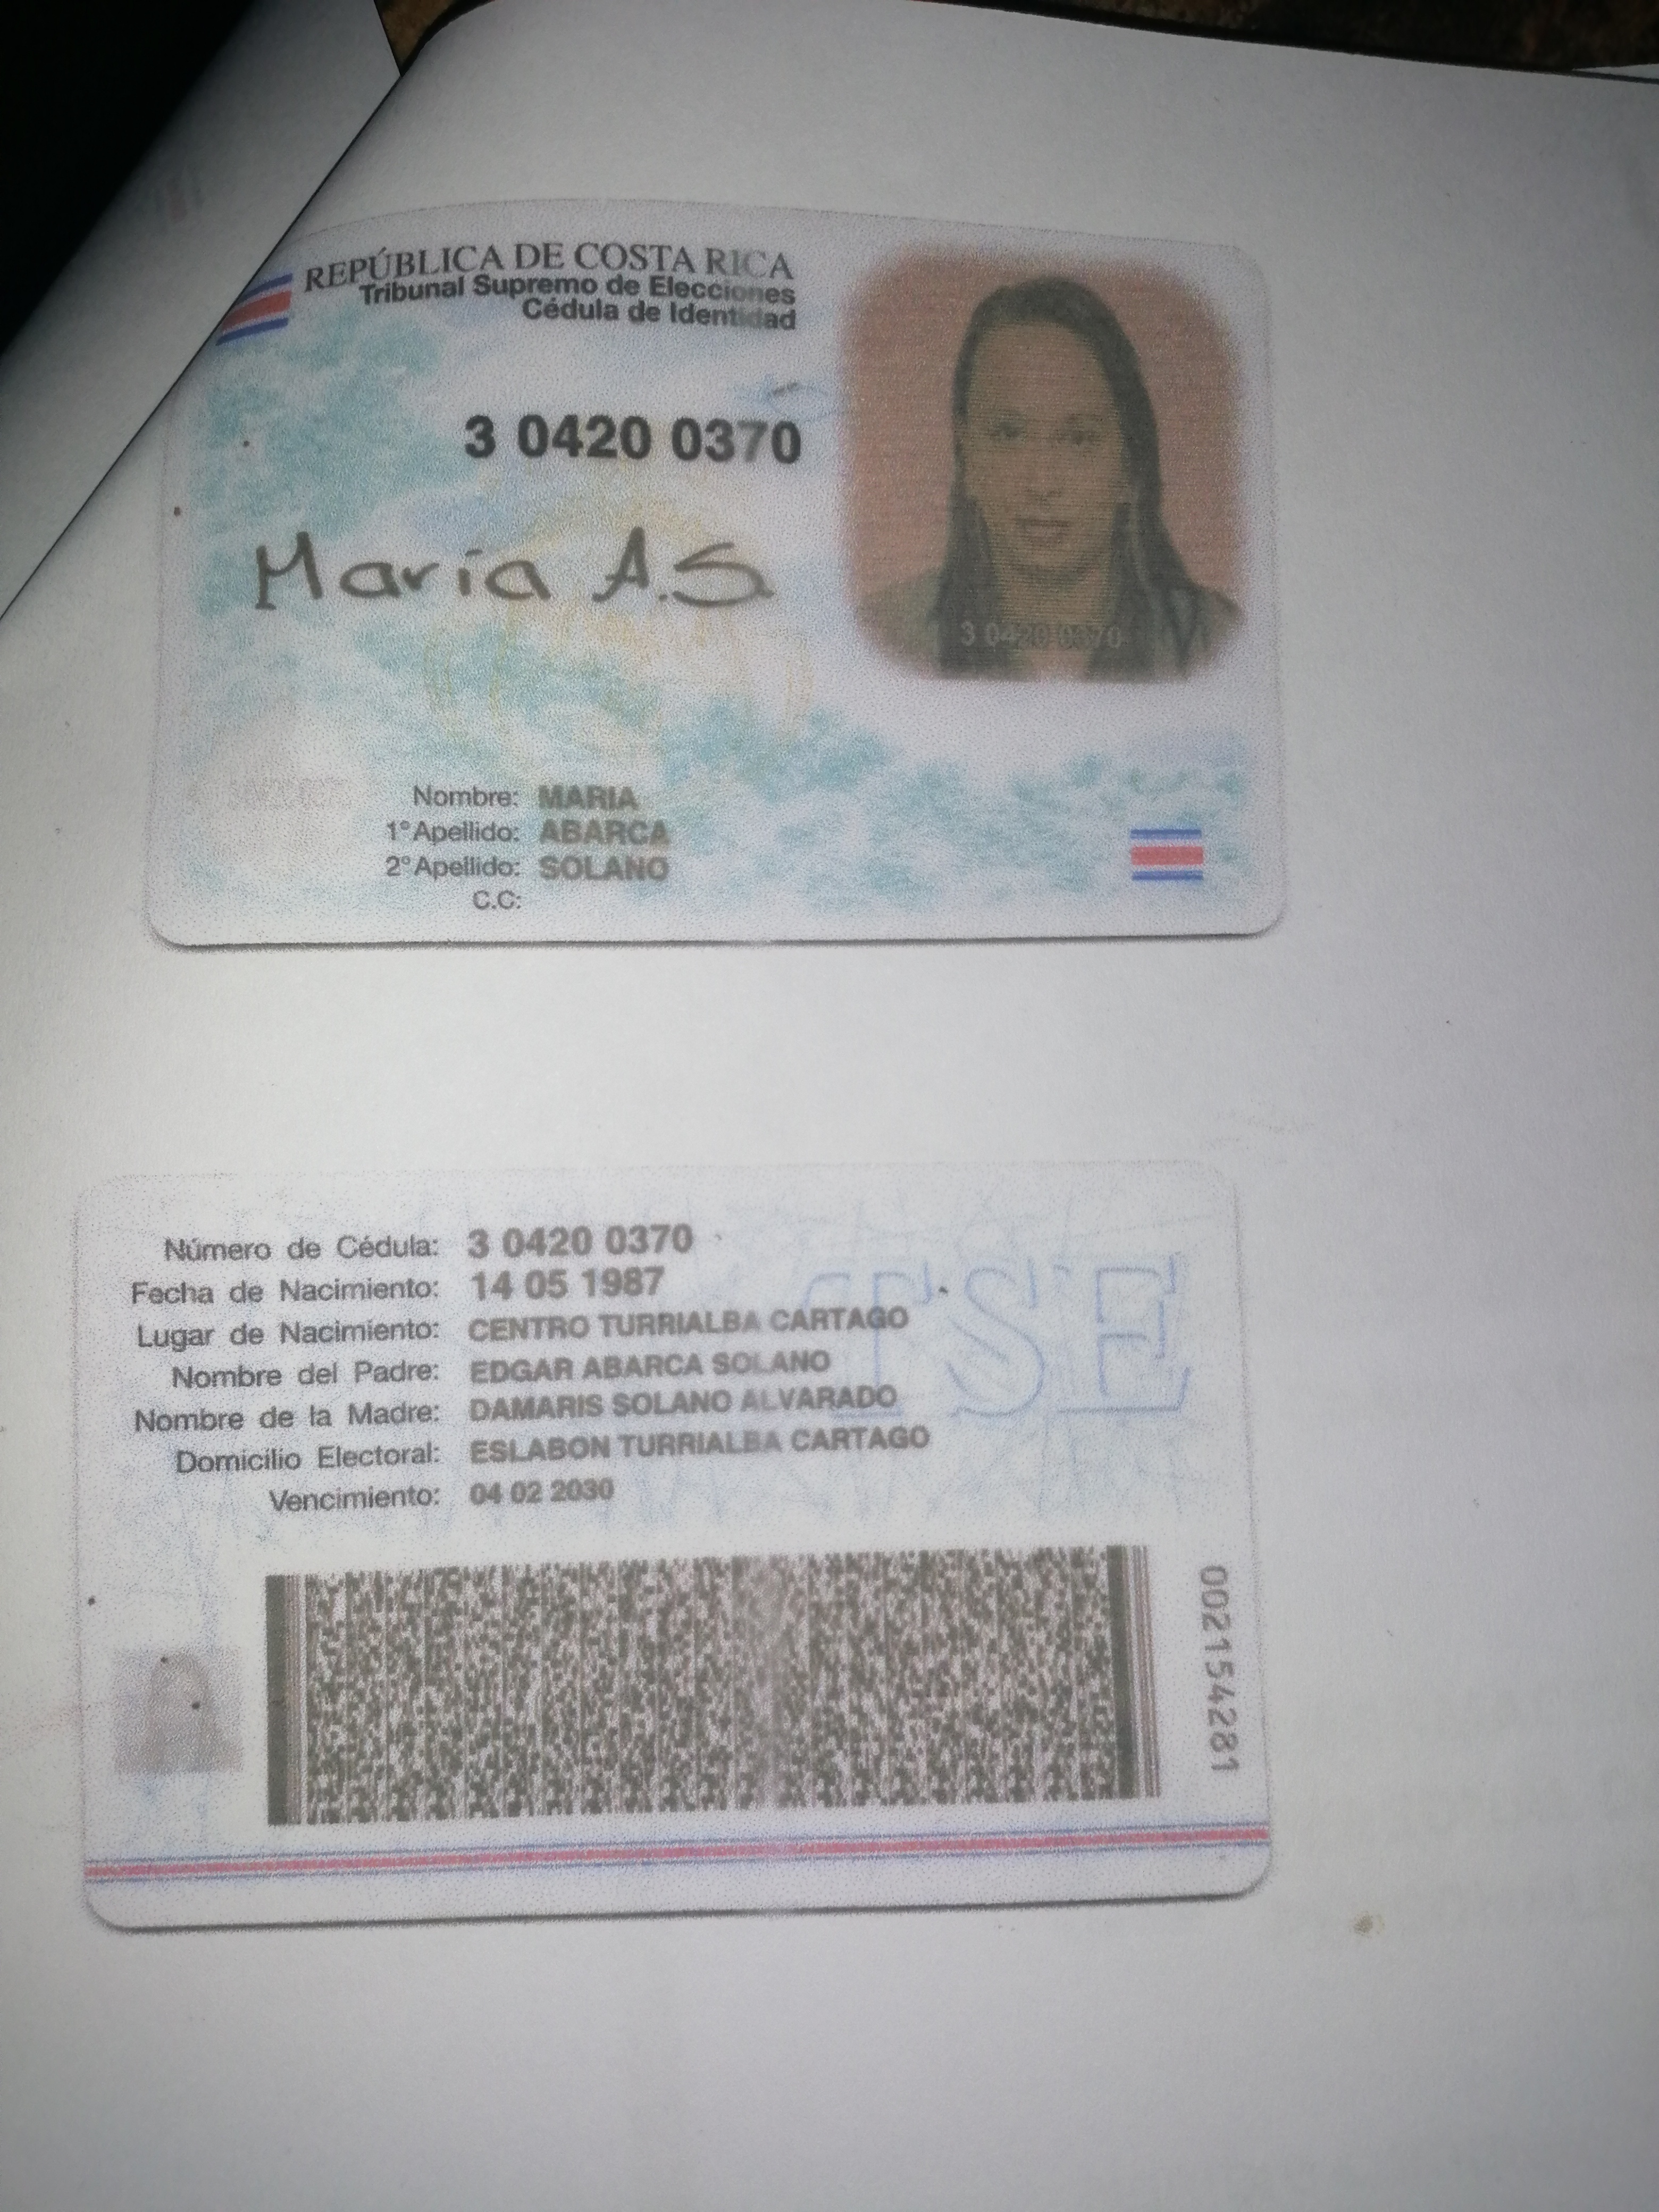 REPÚBLICA DE COSTA RICA
Tribunal Supremo de Elecciones
Cédula de Identidad
3 0420 0370
Maria A.S.
3 0420 0370
Nombre: MARIA
1°Apellido: ABARCA
2°Apellido: SOLANO
C.C:
Número de Cédula: 3 0420 0370
Fecha de Nacimiento: 14 05 1987
Lugar de Nacimiento: CENTRO TURRIALBA CARTAGO
Nombre del Padre: EDGAR ABARCA SOLANO
Nombre de la Madre: DAMARIS SOLANO ALVARADO
Domicilio Electoral: ESLABON TURRIALBA CARTAGO
Vencimiento: 04 02 2030
TSE
002154281